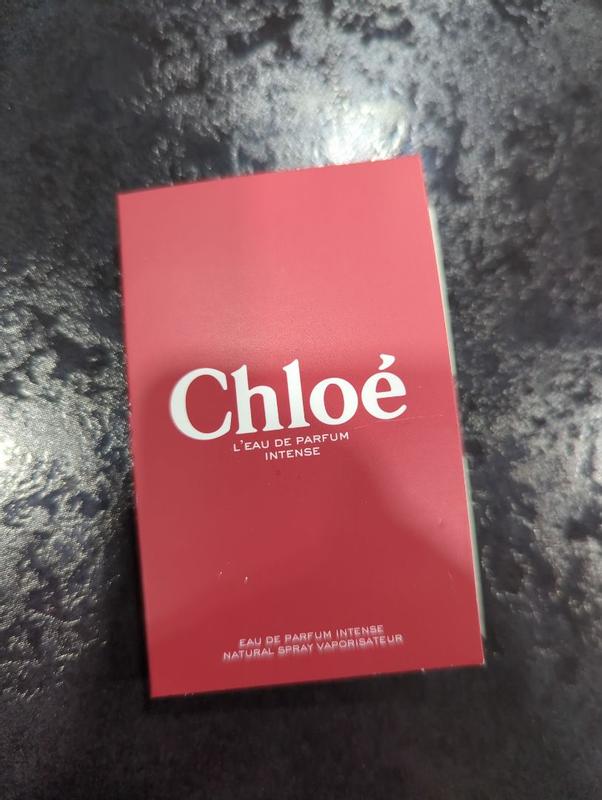 Chloé
L'EAU DE PARFUM
INTENSE
EAU DE PARFUM INTENSE
NATURAL SPRAY VAPORISATEUR